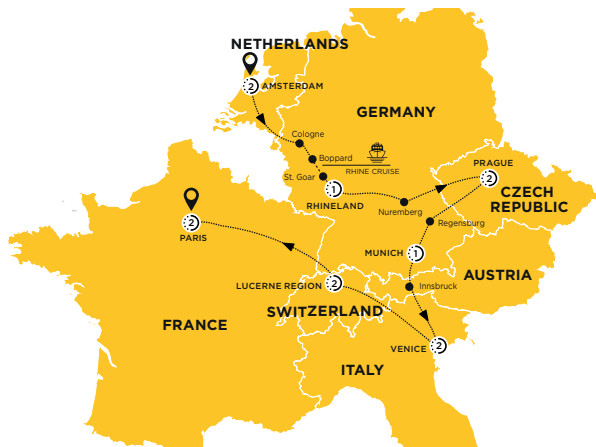 NETHERLANDS
2
AMSTERDAM
GERMANY
Cologne
Boppard
RHINE CRUISE
St. Goar
1
RHINELAND
PRAGUE
2
CZECH
REPUBLIC
Nuremberg
Regensburg
2
PARIS
MUNICH
1
AUSTRIA
Innsbruck
LUCERNE REGION
2
SWITZERLAND
FRANCE
VENICE
2
ITALY